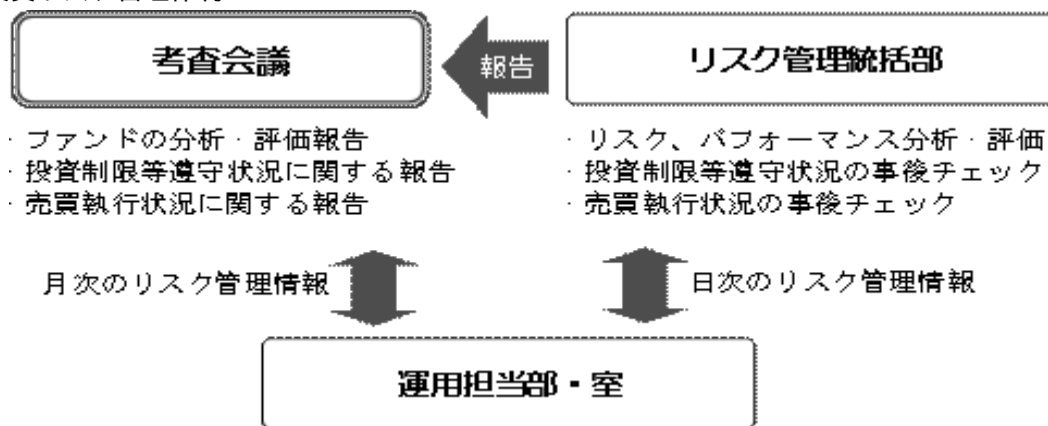 考査会議
報告
リスク管理統括部
・ファンドの分析・評価報告
・投資制限等遵守状況に関する報告
・売買執行状況に関する報告
・リスク、パフォーマンス分析・評価
・投資制限等遵守状況の事後チェック
・売買執行状況の事後チェック
月次のリスク管理情報
日次のリスク管理情報
運用担当部・室